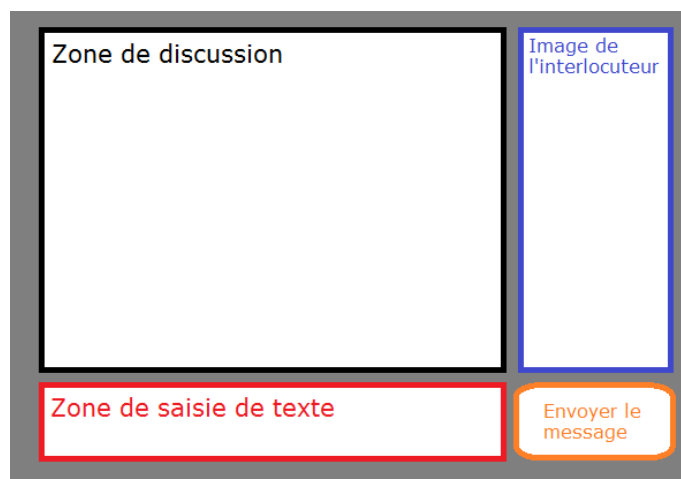 Zone de discussion
Image de
l'interlocuteur
Zone de saisie de texte
Envoyer le
message